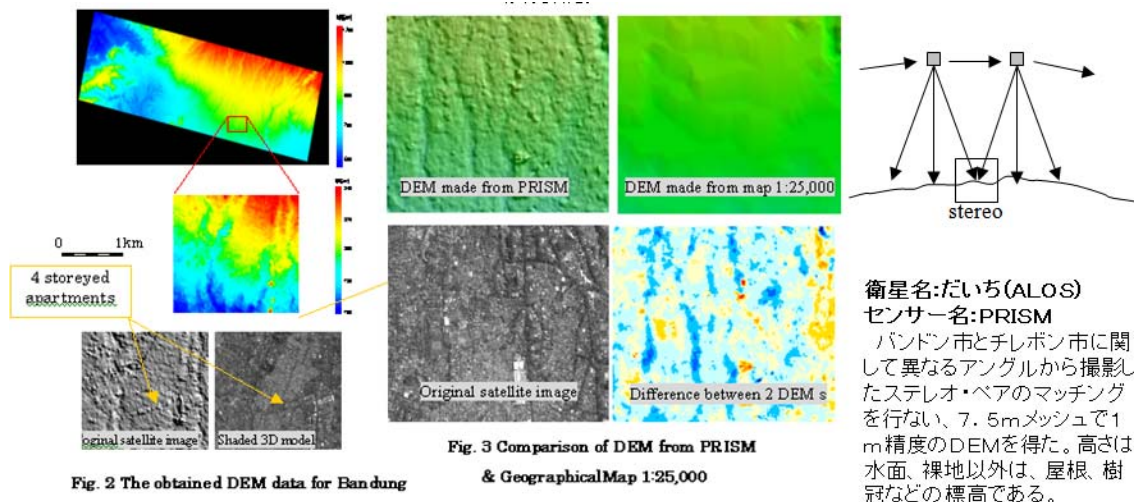 DEM made from PRISM
DEM made from map 1:25,000
stereo
0 1km
4 storeyed
apartments
oginal satellite image
Shaded 3D model
Original satellite image
Difference between 2 DEM s
Fig. 2 The obtained DEM data for Bandung
Fig. 3 Comparison of DEM from PRISM
& GeographicalMap 1:25,000
衛星名:だいち(ALOS)
センサー名:PRISM
バンドン市とチレボン市に関
して異なるアングルから撮影し
たステレオ・ペアのマッチング
を行ない、7.5mメッシュで1
m精度のDEMを得た。高さは
水面、裸地以外は、屋根、樹
冠などの標高である。